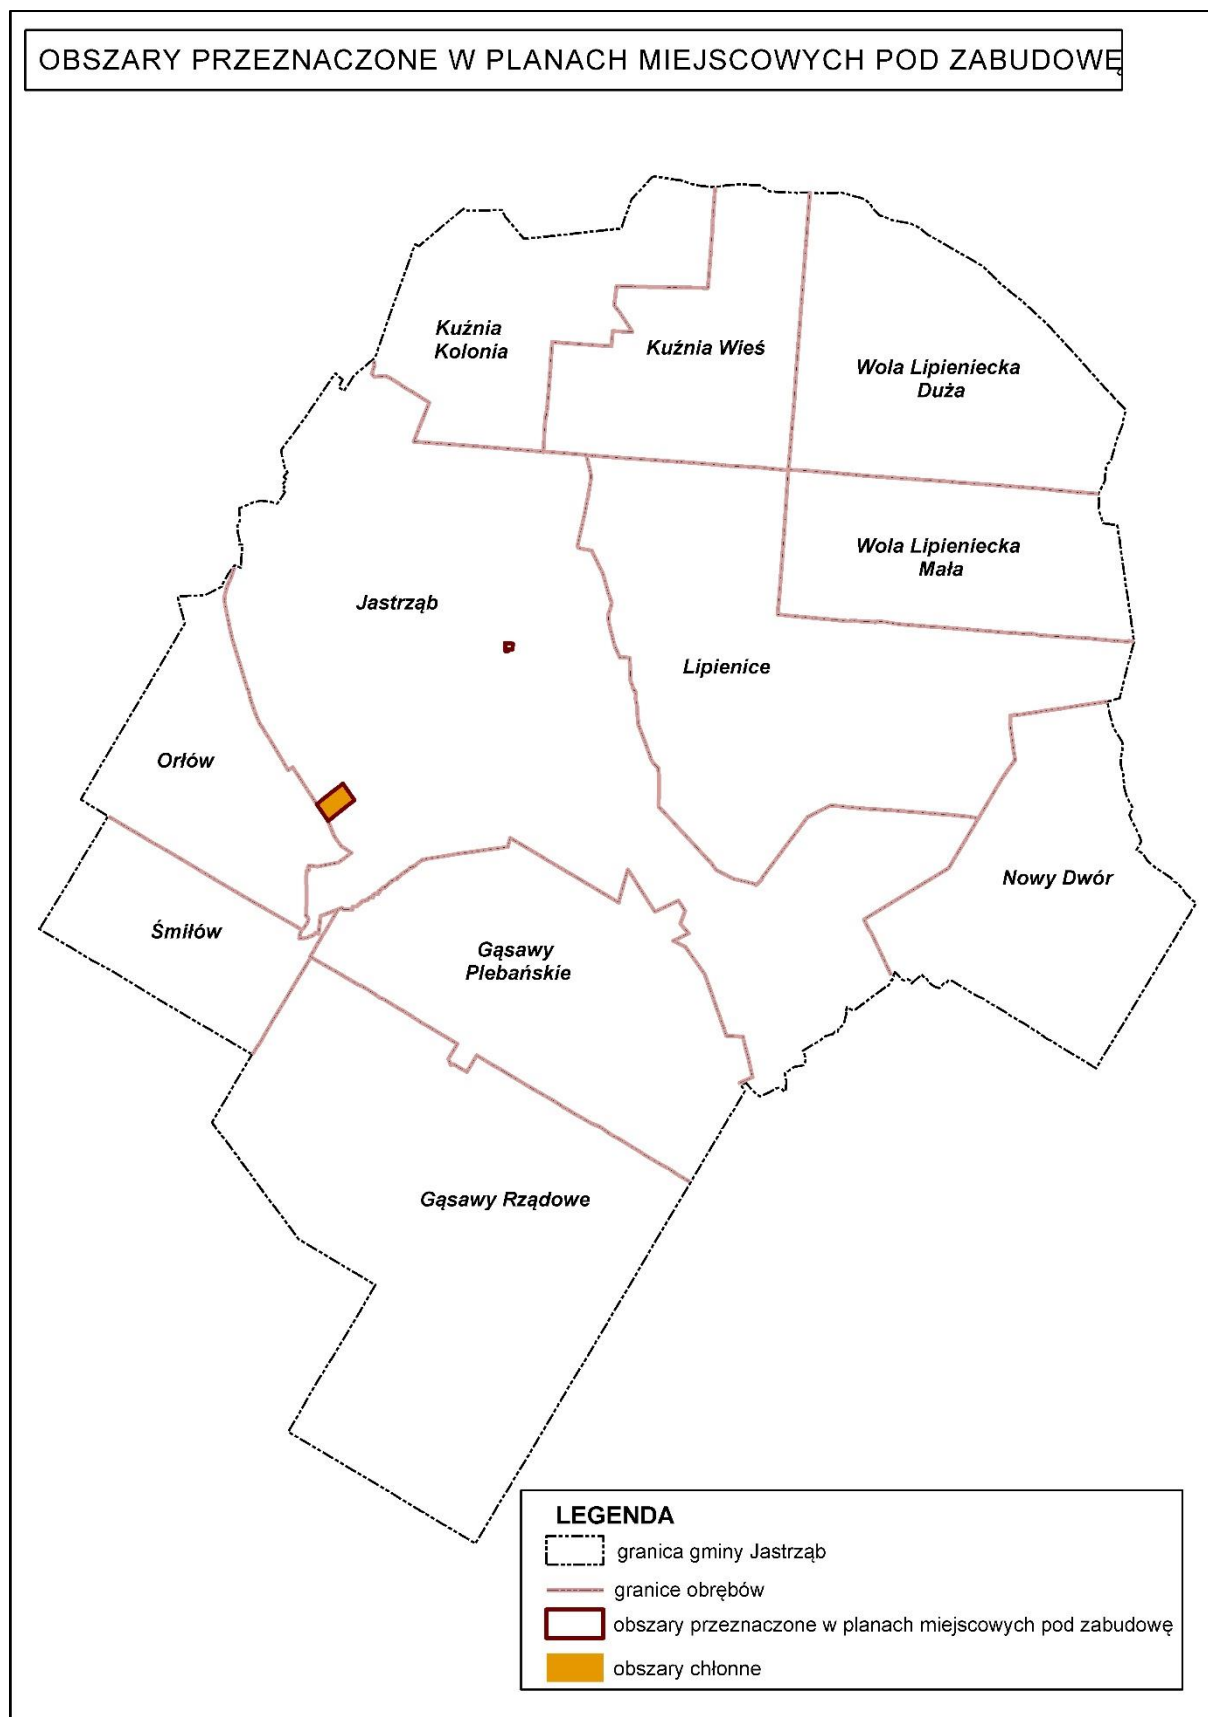 OBSZARY PRZEZNACZONE W PLANACH MIEJSCOWYCH POD ZABUDOWĘ
Kuźnia
Kolonia
Kuźnia Wieś
Wola Lipieniecka
Duża
Wola Lipieniecka
Mała
Jastrząb
Lipienice
Orłów
Nowy Dwór
Śmiłów
Gąsawy
Plebańskie
Gąsawy Rządowe
LEGENDA
granica gminy Jastrząb
granice obrębów
obszary przeznaczone w planach miejscowych pod zabudowę
obszary chłonne